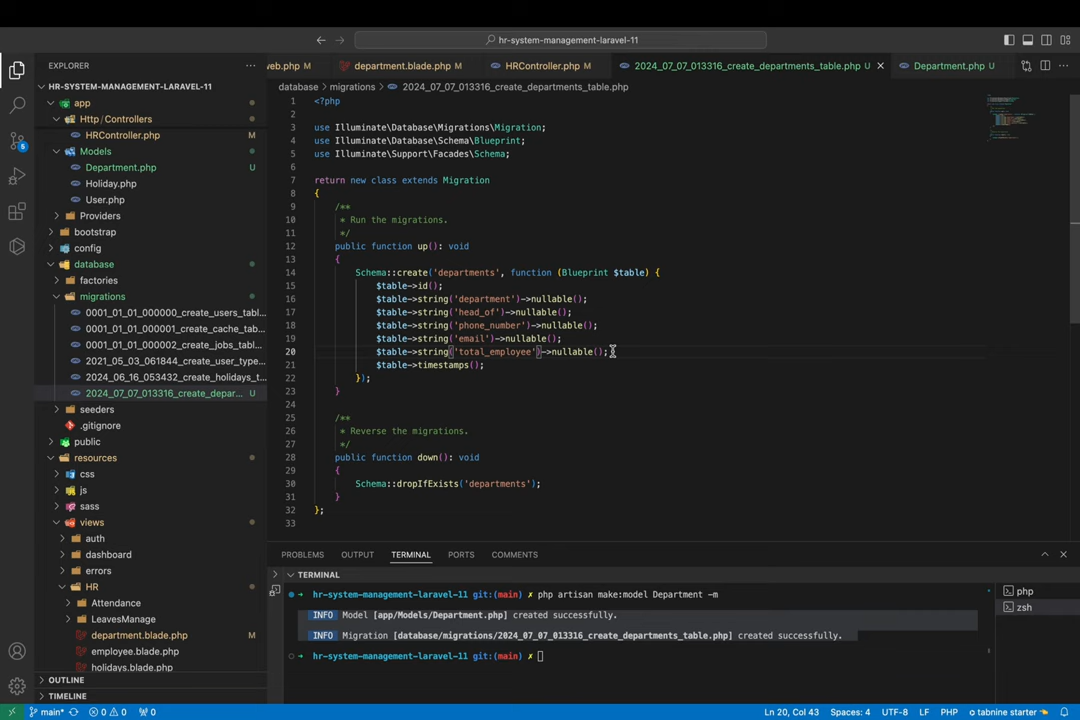 hr-system-management-laravel-11
EXPLORER
web.php M
department.blade.php M
HRController.php M
2024_07_07_013316_create_departments_table.php U
Department.php U
HR-SYSTEM-MANAGEMENT-LARAVEL-11
app
Http / Controllers
HRController.php M
Models
Department.php U
Holiday.php
User.php
Providers
bootstrap
config
database
factories
migrations
0001_01_01_000000_create_users_tabl...
0001_01_01_000001_create_cache_tab...
0001_01_01_000002_create_jobs_table...
2021_05_03_061844_create_user_type...
2024_06_16_053432_create_holidays_t...
2024_07_07_013316_create_depar... U
seeders
.gitignore
public
resources
css
js
sass
views
auth
dashboard
errors
HR
Attendance
LeavesManage
department.blade.php M
employee.blade.php
holidays.blade.php
OUTLINE
TIMELINE
database > migrations > 2024_07_07_013316_create_departments_table.php
1 <?php
2
3 use Illuminate\Database\Migrations\Migration;
4 use Illuminate\Database\Schema\Blueprint;
5 use Illuminate\Support\Facades\Schema;
6
7 return new class extends Migration
8 {
9 /**
10 * Run the migrations.
11 */
12 public function up(): void
13 {
14 Schema::create('departments', function (Blueprint $table) {
15 $table->id();
16 $table->string('department')->nullable();
17 $table->string('head_of')->nullable();
18 $table->string('phone_number')->nullable();
19 $table->string('email')->nullable();
20 $table->string('total_employee')->nullable();
21 $table->timestamps();
22 });
23 }
24
25 /**
26 * Reverse the migrations.
27 */
28 public function down(): void
29 {
30 Schema::dropIfExists('departments');
31 }
32 };
33
PROBLEMS OUTPUT TERMINAL PORTS COMMENTS
TERMINAL
hr-system-management-laravel-11 git:(main) ✗ php artisan make:model Department -m
INFO Model [app/Models/Department.php] created successfully.
INFO Migration [database/migrations/2024_07_07_013316_create_departments_table.php] created successfully.
hr-system-management-laravel-11 git:(main) ✗
php
zsh
5
main* 0 0 0 Ln 20, Col 43 Spaces: 4 UTF-8 LF PHP tabnine starter